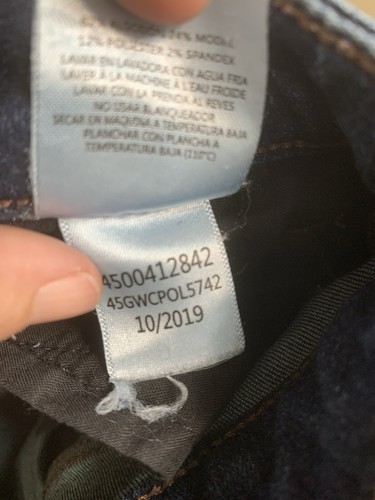 12% POLYESTER 2% SPANDEX
LAVAR EN LAVADORA CON AGUA FRIA
LAVER À LA MACHINE À L'EAU FROIDE
LAVAR CON LA PRENDA AL REVES
NO USAR BLANQUEADOR
SECAR EN MAQUINA A TEMPERATURA BAJA
PLANCHAR CON PLANCHA A
TEMPERATURA BAJA (110°C)
4500412842
45GWCPOL5742
10/2019